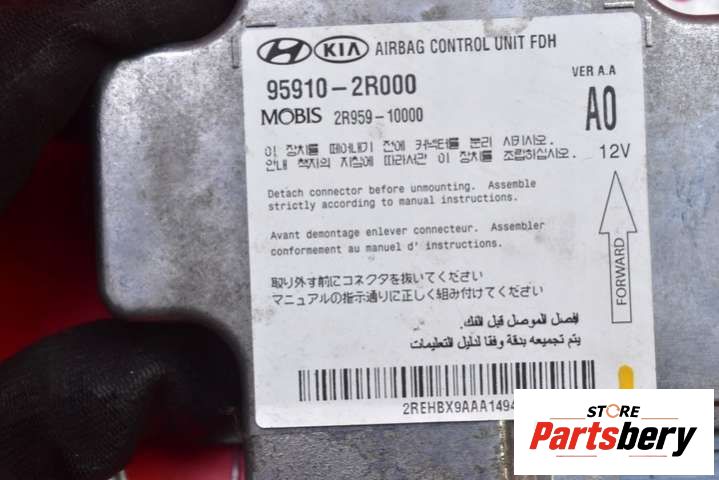 HYUNDAI KIA AIRBAG CONTROL UNIT FDH
95910-2R000
VER A.A
MOBIS 2R959-10000
A0
이 장치를 떼어내기 전에 커넥터를 분리 시키시오.
안내 책자의 지침에 따라서만 이 장치를 조립하십시오.
12V
Detach connector before unmounting. Assemble
strictly according to manual instructions.
Avant demontage enlever connecteur. Assembler
conformement au manuel d' instructions.
FORWARD
取り外す前にコネクタを抜いてください
マニュアルの指示通りに正しく組み付けてください
افصل الموصل قبل الفك.
يتم تجميعه بدقة وفقا لدليل التعليمات
2REHBX9AAA1494
STORE
Partsbery